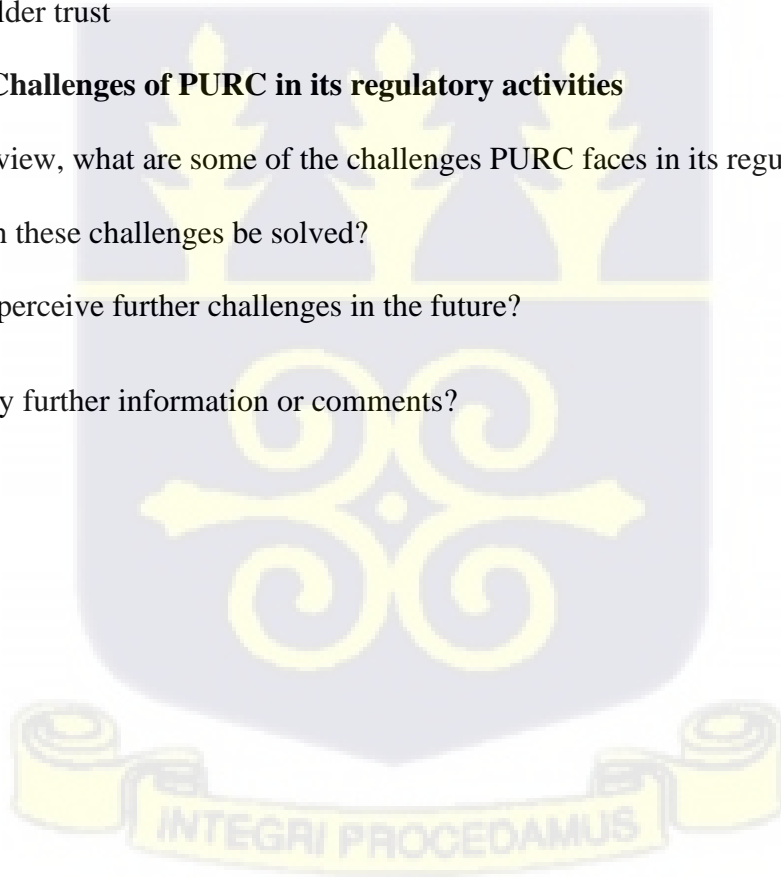 lder trust
Challenges of PURC in its regulatory activities
view, what are some of the challenges PURC faces in its regu
n these challenges be solved?
perceive further challenges in the future?
y further information or comments?
INTEGRI PROCEDAMUS